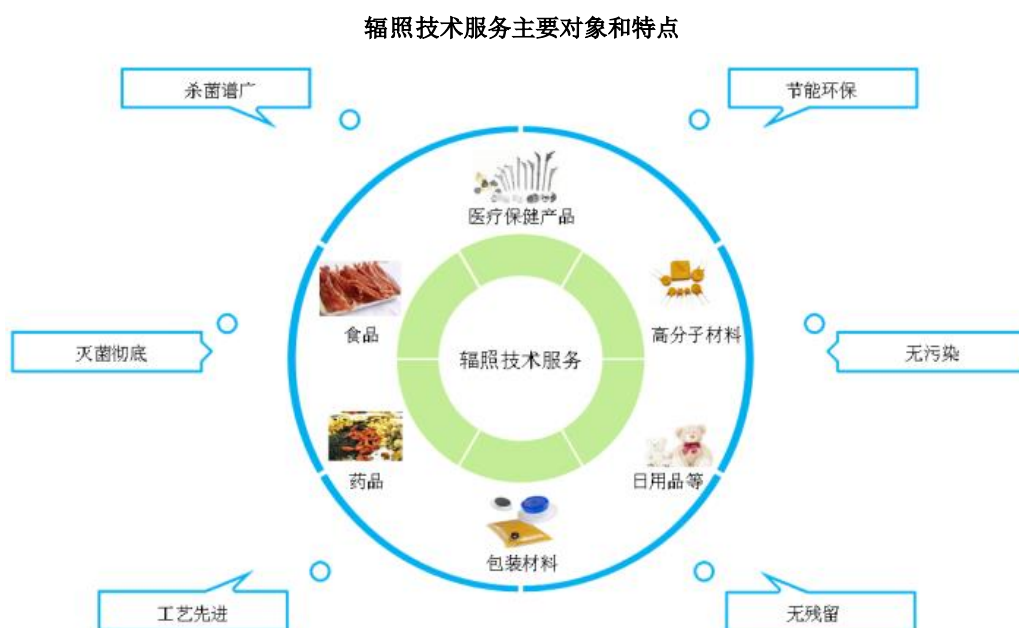 辐照技术服务主要对象和特点
杀菌谱广
节能环保
医疗保健产品
食品
高分子材料
灭菌彻底
辐照技术服务
无污染
药品
日用品等
包装材料
工艺先进
无残留